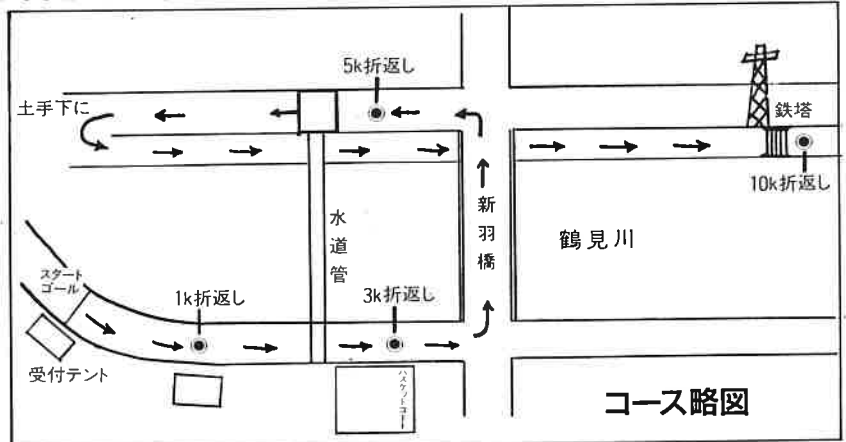 5k折返し
土手下に
鉄塔
10k折返し
新羽橋
鶴見川
水道管
スタート
ゴール
1k折返し
3k折返し
受付テント
バスケットコート
コース略図